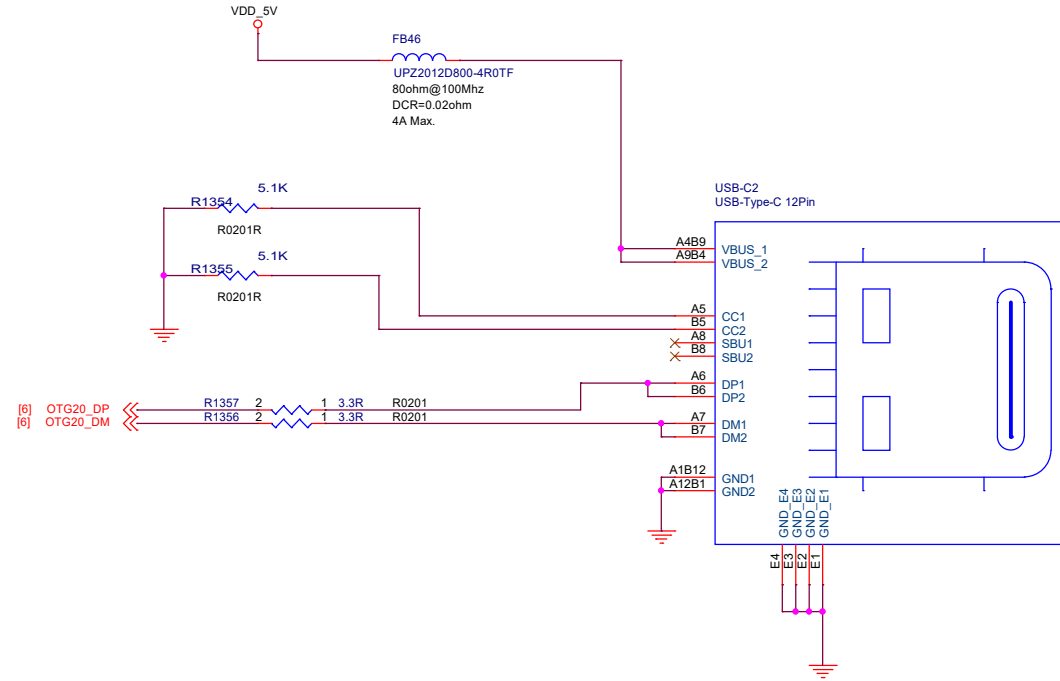 VDD_5V
FB46
UPZ2012D800-4R0TF
80ohm@100Mhz
DCR=0.02ohm
4A Max.
5.1K
R1354
R0201R
5.1K
R1355
R0201R
USB-C2
USB-Type-C 12Pin
A4B9 VBUS_1
A9B4 VBUS_2
A5 CC1
B5 CC2
A8 SBU1
B8 SBU2
A6 DP1
B6 DP2
A7 DM1
B7 DM2
A1B12 GND1
A12B1 GND2
[6] OTG20_DP R1357 2 1 3.3R R0201
[6] OTG20_DM R1356 2 1 3.3R R0201
GND_E4
GND_E3
GND_E2
GND_E1
E4
E3
E2
E1